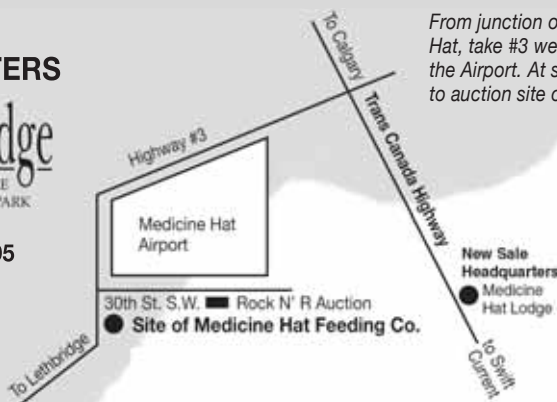 From junction o
Hat, take #3 we
the Airport. At s
to auction site o
TERS
dge
E
PARK
95
To Calgary
Highway #3
Trans Canada Highway
Medicine Hat
Airport
New Sale
Headquarters
Medicine
Hat Lodge
30th St. S.W.
Rock N' R Auction
Site of Medicine Hat Feeding Co.
To Lethbridge
to Swift
Current